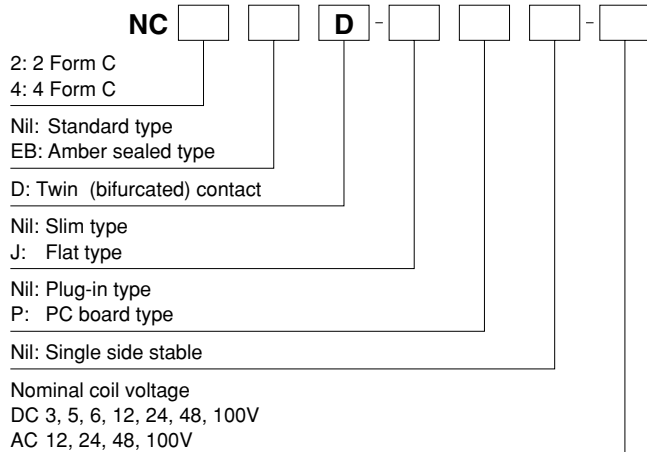 NC D - -
2: 2 Form C
4: 4 Form C
Nil: Standard type
EB: Amber sealed type
D: Twin (bifurcated) contact
Nil: Slim type
J: Flat type
Nil: Plug-in type
P: PC board type
Nil: Single side stable
Nominal coil voltage
DC 3, 5, 6, 12, 24, 48, 100V
AC 12, 24, 48, 100V